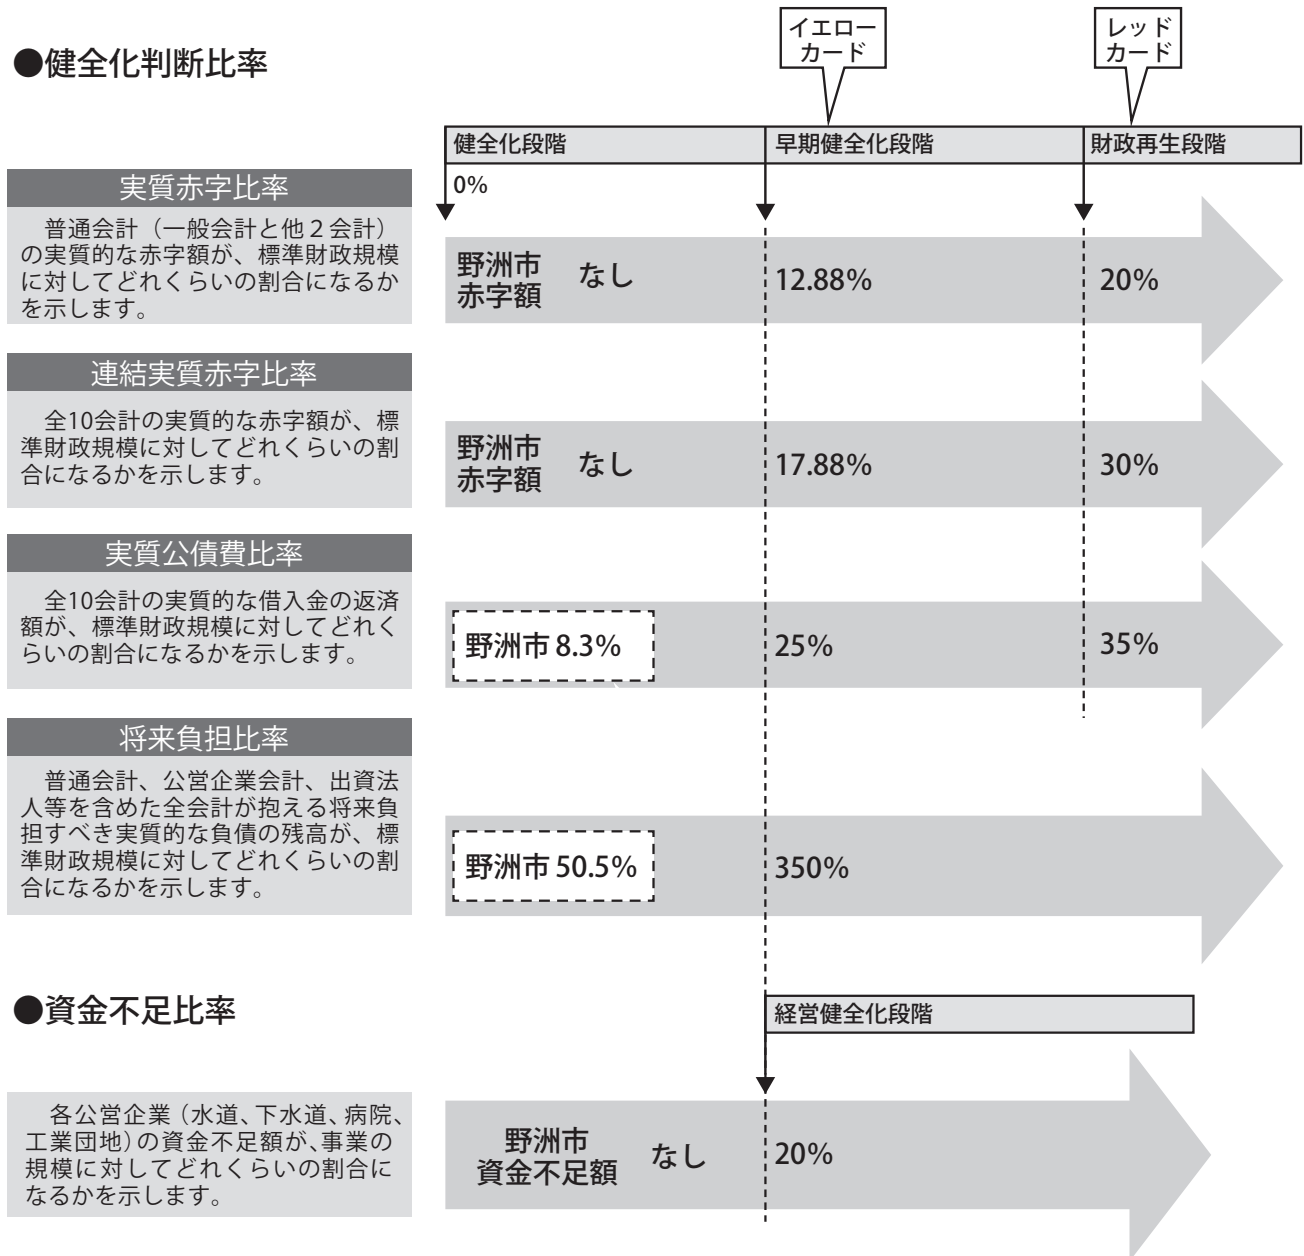 ●健全化判断比率
イエロー
カード
レッド
カード
健全化段階
早期健全化段階
財政再生段階
0%
実質赤字比率
普通会計（一般会計と他２会計）
の実質的な赤字額が、標準財政規模
に対してどれくらいの割合になるか
を示します。
野洲市
赤字額
なし
12.88%
20%
連結実質赤字比率
全10会計の実質的な赤字額が、標
準財政規模に対してどれくらいの割
合になるかを示します。
野洲市
赤字額
なし
17.88%
30%
実質公債費比率
全10会計の実質的な借入金の返済
額が、標準財政規模に対してどれく
らいの割合になるかを示します。
野洲市 8.3%
25%
35%
将来負担比率
普通会計、公営企業会計、出資法
人等を含めた全会計が抱える将来負
担すべき実質的な負債の残高が、標
準財政規模に対してどれくらいの割
合になるかを示します。
野洲市 50.5%
350%
●資金不足比率
経営健全化段階
各公営企業（水道、下水道、病院、
工業団地）の資金不足額が、事業の
規模に対してどれくらいの割合に
なるかを示します。
野洲市
資金不足額
なし
20%